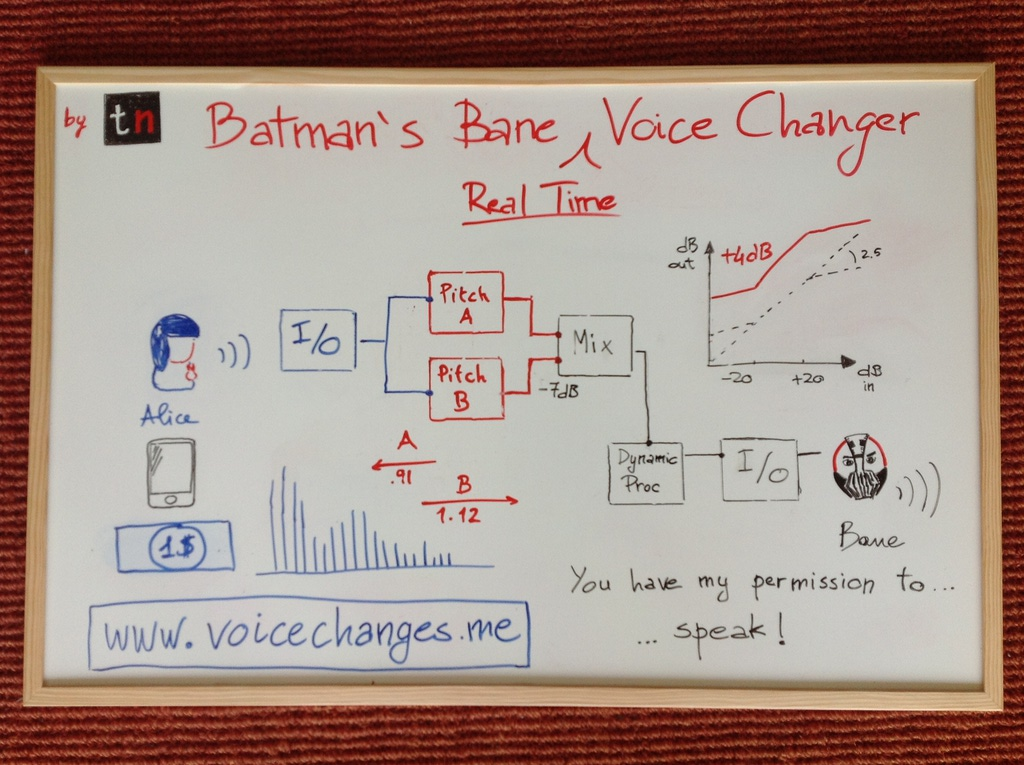 by tn Batman's Bane Voice Changer
Real Time
dB out
+4dB
2.5
-20
+20
dB in
I/O
Pitch A
Pitch B
Mix
-7dB
Alice
A
.91
B
1.12
Dynamic Proc
I/O
Bane
1$
You have my permission to...
... speak!
www.voicechanges.me